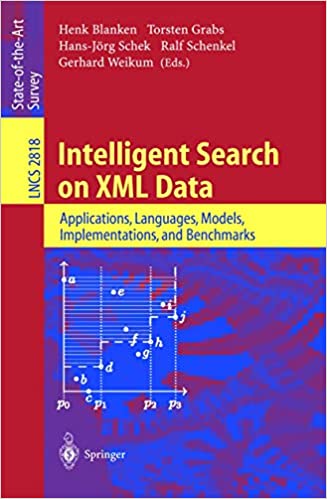 State-of-the-Art
Survey
LNCS 2818
Henk Blanken Torsten Grabs
Hans-Jörg Schek Ralf Schenkel
Gerhard Weikum (Eds.)
Intelligent Search
on XML Data
Applications, Languages, Models,
Implementations, and Benchmarks
a
e
i
j
f
h
g
d
b
c
p0 p1 p2 p3
Springer